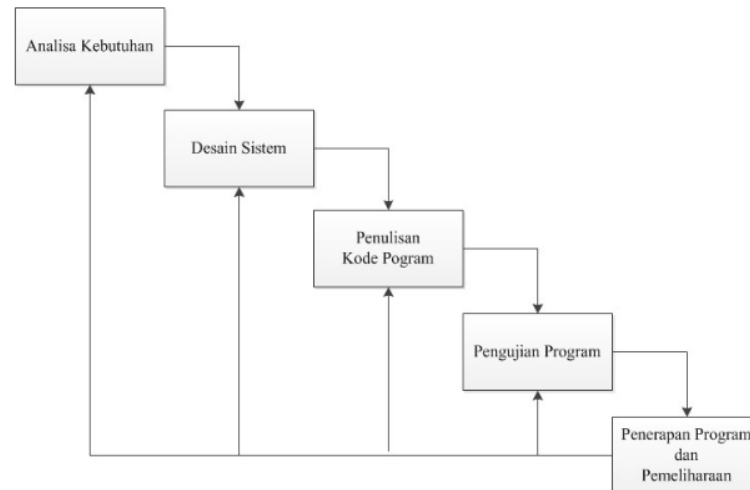 Analisa Kebutuhan
Desain Sistem
Penulisan
Kode Pogram
Pengujian Program
Penerapan Program
dan
Pemeliharaan